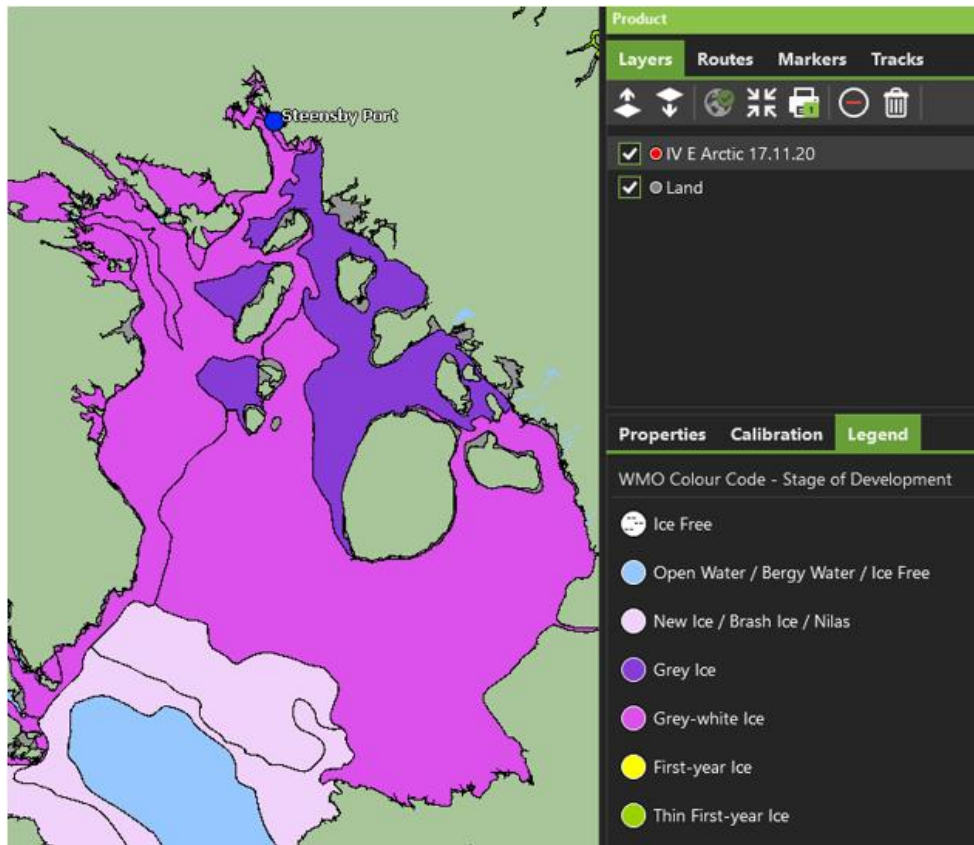 Steensby Port
Product
Layers Routes Markers Tracks
1
IV E Arctic 17.11.20
Land
Properties Calibration Legend
WMO Colour Code - Stage of Development
Ice Free
Open Water / Bergy Water / Ice Free
New Ice / Brash Ice / Nilas
Grey Ice
Grey-white Ice
First-year Ice
Thin First-year Ice